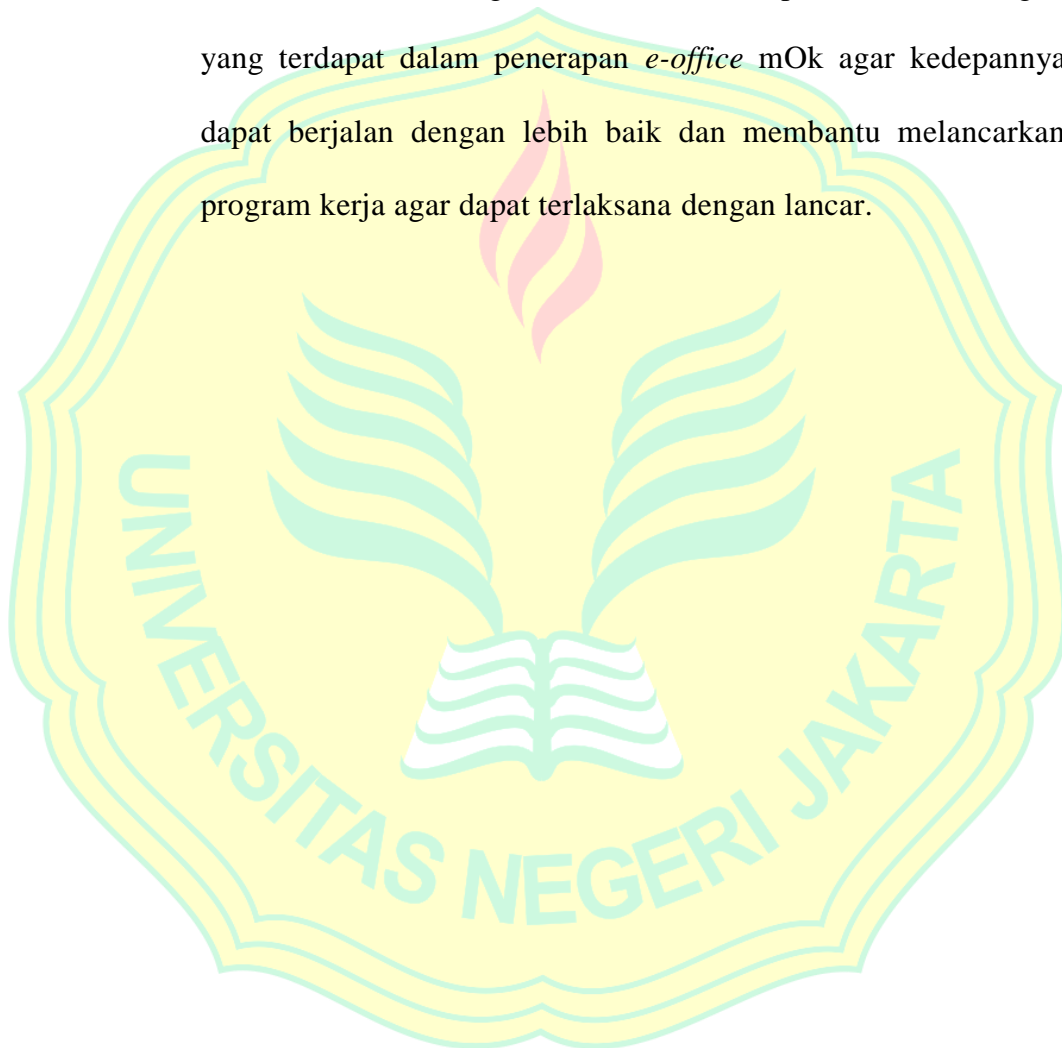 yang terdapat dalam penerapan e-office mOk agar kedepannya
dapat berjalan dengan lebih baik dan membantu melancarkan
program kerja agar dapat terlaksana dengan lancar.
UNIVERSITAS NEGERI JAKARTA